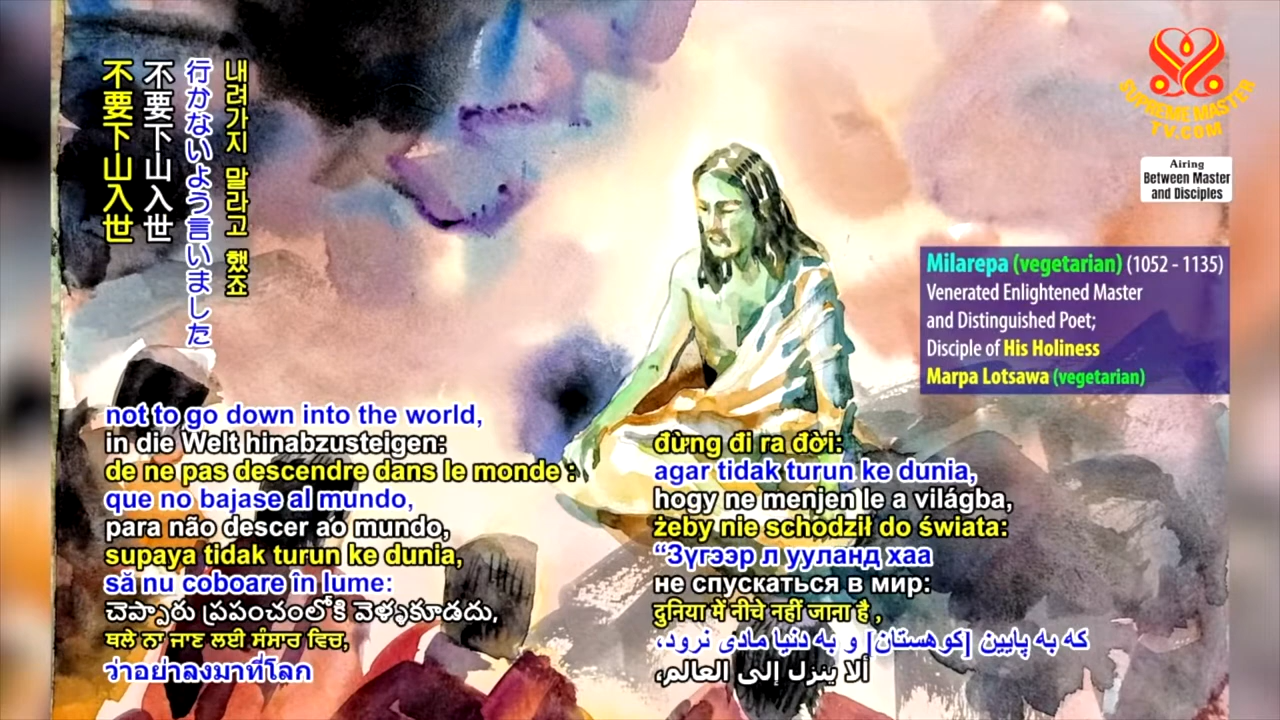 不要下山入世
不要下山入世
行かないよう言いました
내려가지 말라고 했죠
not to go down into the world,
in die Welt hinabzusteigen:
de ne pas descendre dans le monde :
que no bajase al mundo,
para não descer ao mundo,
supaya tidak turun ke dunia,
să nu coboare în lume:
చెప్పారు ప్రపంచంలోకి వెళ్ళకూడదు,
ਥਲੇ ਨਾ ਜਾਣ ਲਈ ਸੰਸਾਰ ਵਿਚ,
ว่าอย่าลงมาที่โลก
đừng đi ra đời:
agar tidak turun ke dunia,
hogy ne menjen le a világba,
żeby nie schodził do świata:
“Зүгээр л ууланд хаа
не спускаться в мир:
दुनिया में नीचे नहीं जाना है ,
که به پایین [کوهستان] و به دنیا مادی نرود،
ألا ينزل إلى العالم،
SUPREME MASTER
TV.COM
Airing
Between Master
and Disciples
Milarepa (vegetarian) (1052 - 1135)
Venerated Enlightened Master
and Distinguished Poet;
Disciple of His Holiness
Marpa Lotsawa (vegetarian)